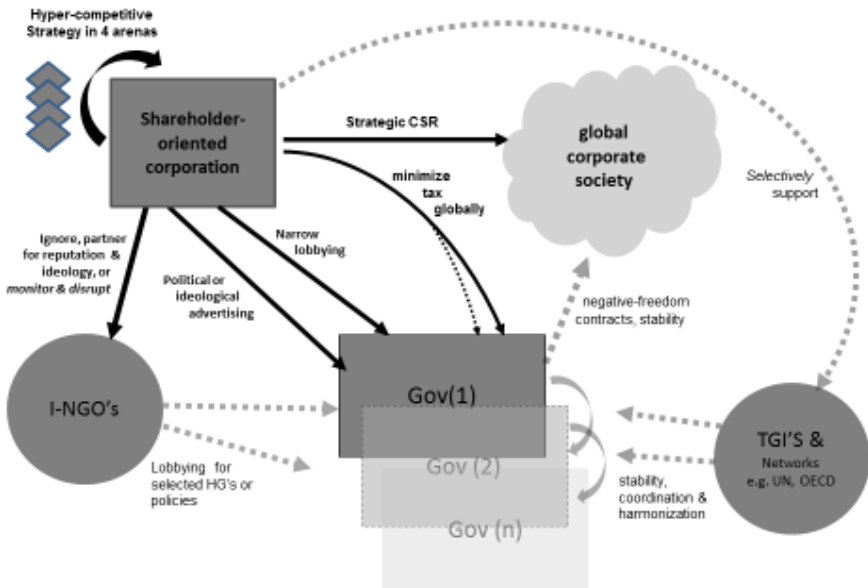 Hyper-competitive
Strategy in 4 arenas
Shareholder-
oriented
corporation
Strategic CSR
global
corporate
society
minimize
tax
globally
Selectively
support
Ignore, partner
for reputation &
ideology, or
monitor & disrupt
Narrow
lobbying
Political or
ideological
advertising
negative-freedom
contracts, stability
I-NGO's
Gov(1)
Gov (2)
Gov (n)
TGI'S &
Networks
e.g. UN, OECD
Lobbying for
selected HG's or
policies
stability,
coordination &
harmonization